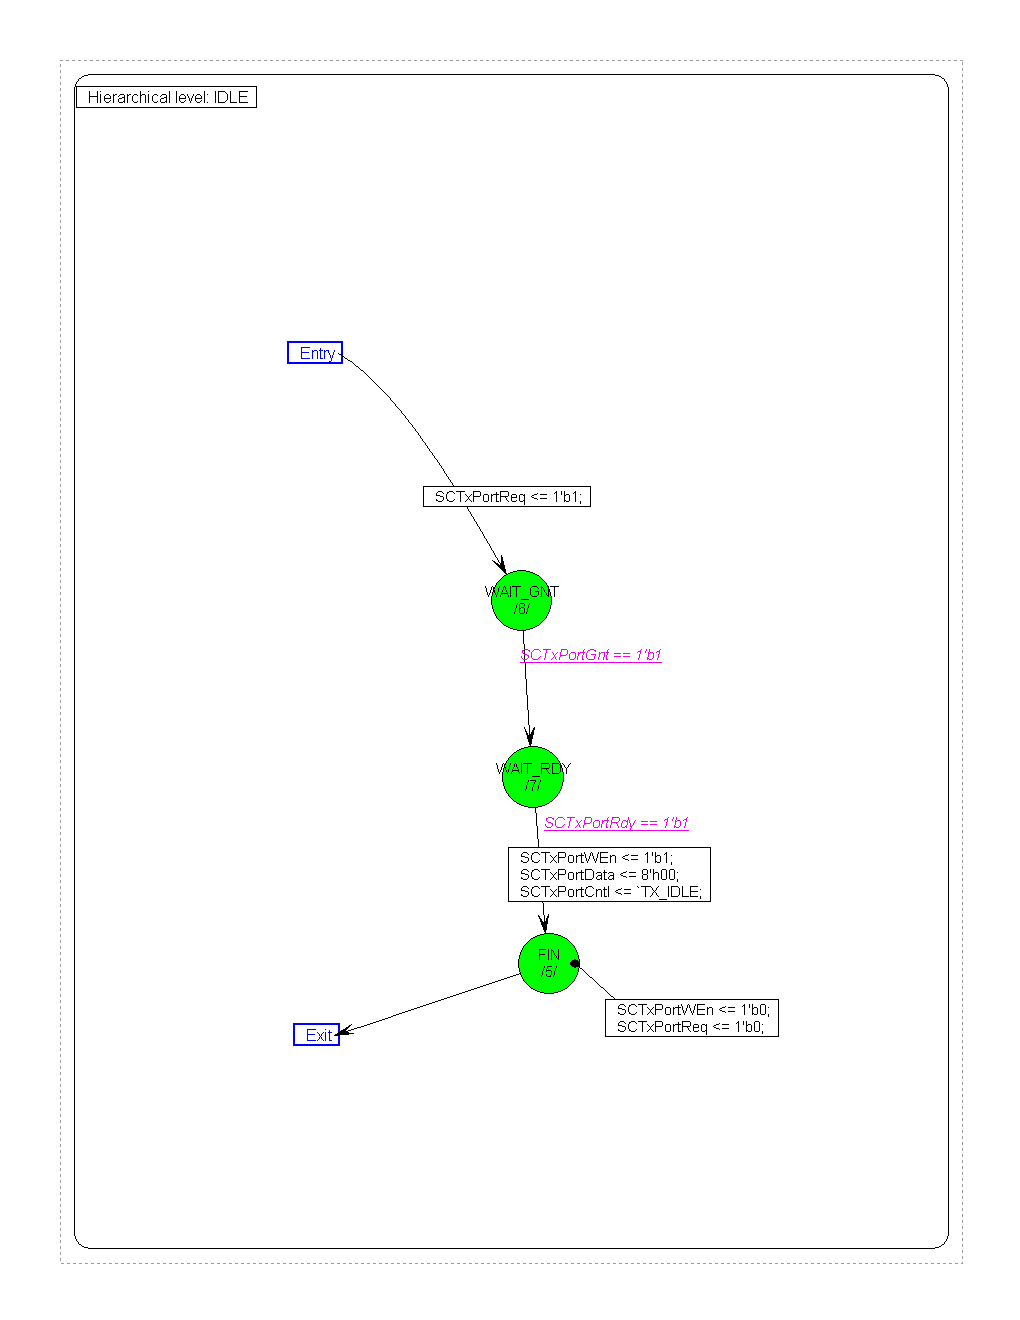 Hierarchical level: IDLE
Entry
SCTxPortReq <= 1'b1;
WAIT_GNT
/6/
SCTxPortGnt == 1'b1
WAIT_RDY
/7/
SCTxPortRdy == 1'b1
SCTxPortWEn <= 1'b1;
SCTxPortData <= 8'h00;
SCTxPortCntl <= `TX_IDLE;
FIN
/5/
SCTxPortWEn <= 1'b0;
SCTxPortReq <= 1'b0;
Exit